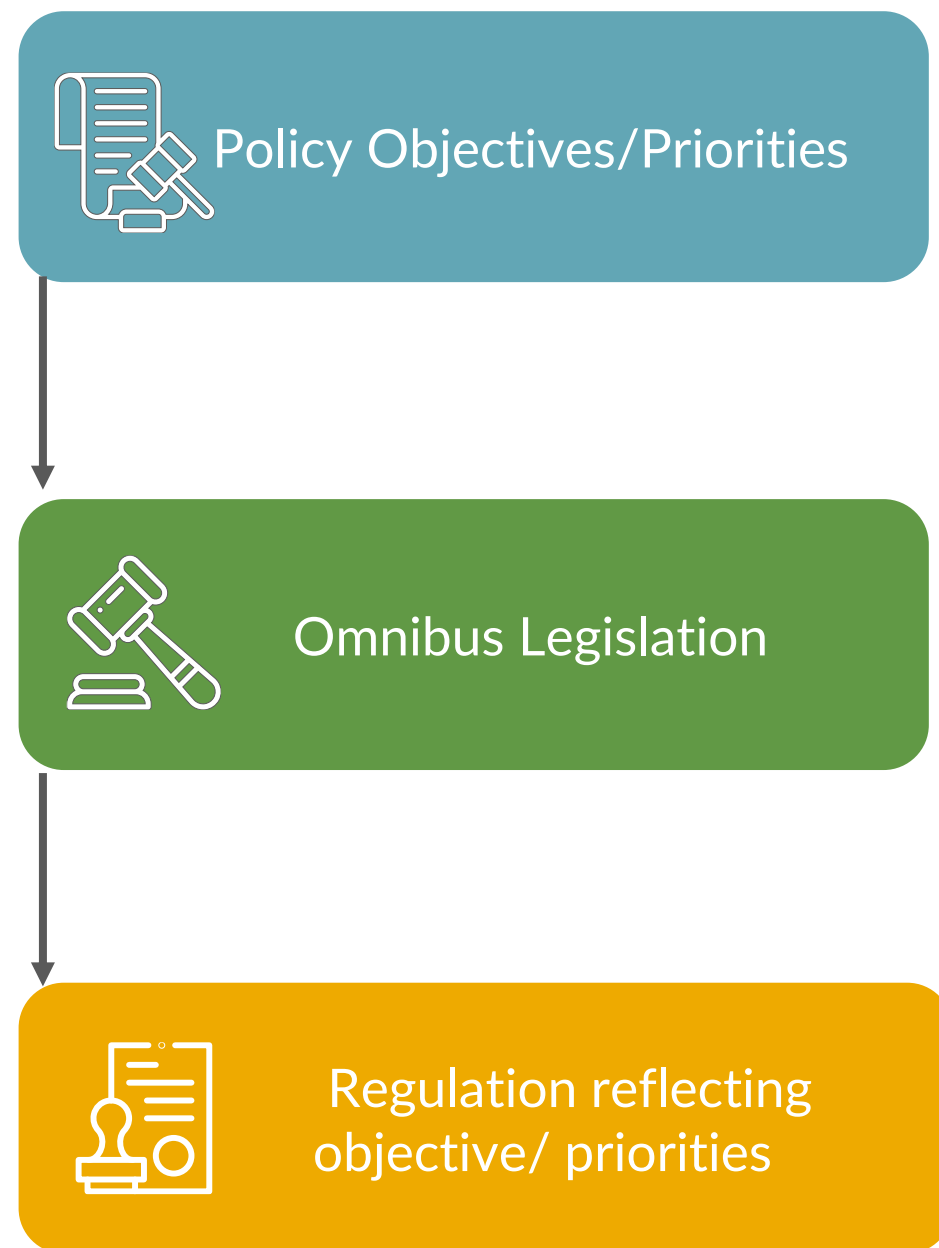 Policy Objectives/Priorities
Omnibus Legislation
Regulation reflecting
objective/ priorities